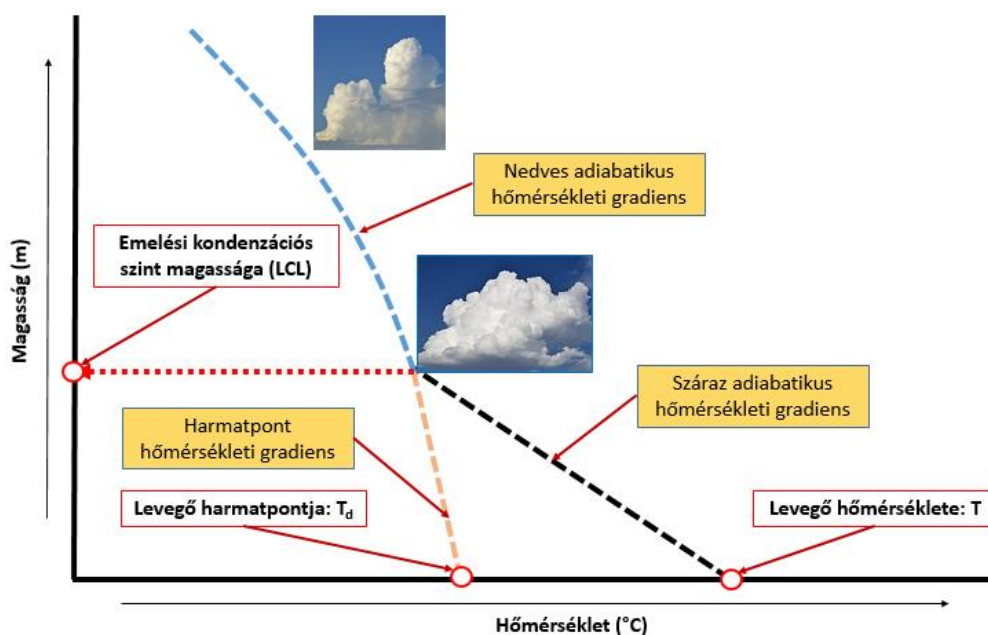 Nedves adiabatikus
hőmérsékleti gradiens
Emelési kondenzációs
szint magassága (LCL)
Magasság (m)
Száraz adiabatikus
hőmérsékleti gradiens
Harmatpont
hőmérsékleti gradiens
Levegő harmatpontja: Td
Levegő hőmérséklete: T
Hőmérséklet (°C)